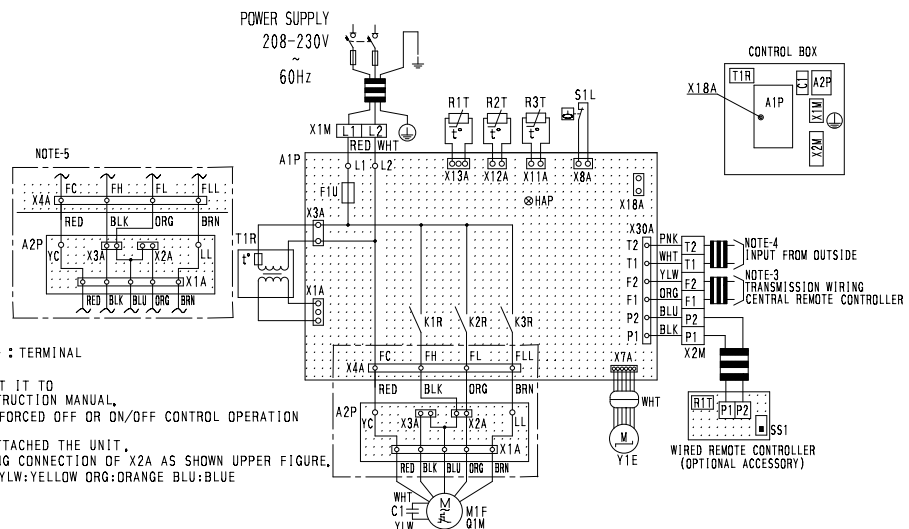 POWER SUPPLY
208-230V
~
60Hz
CONTROL BOX
T1R
C1
A2P
X18A
A1P
X1M
X2M
R1T
R2T
R3T
S1L
t°
t°
t°
X1M
L1
L2
RED
WHT
A1P
L1
L2
X13A
X12A
X11A
X8A
F1U
HAP
X18A
NOTE-5
FC
FH
FL
FLL
X4A
RED
BLK
ORG
BRN
A2P
YC
X3A
X2A
LL
X1A
RED
BLK
BLU
ORG
BRN
T1R
t°
X3A
X1A
X30A
T2
PNK
T2
NOTE-4
INPUT FROM OUTSIDE
T1
WHT
T1
F2
YLW
F2
NOTE-3
TRANSMISSION WIRING
CENTRAL REMOTE CONTROLLER
F1
ORG
F1
P2
BLU
P2
P1
BLK
P1
X2M
K1R
K2R
K3R
FC
FH
FL
FLL
X4A
RED
BLK
ORG
BRN
A2P
YC
X3A
X2A
LL
X1A
RED
BLK
BLU
ORG
BRN
WHT
C1
YLW
M
M1F
Q1M
X7A
WHT
M
Y1E
R1T
P1
P2
SS1
WIRED REMOTE CONTROLLER
(OPTIONAL ACCESSORY)
: TERMINAL
T IT TO
TRUCTION MANUAL.
FORCED OFF OR ON/OFF CONTROL OPERATION
TTACHED THE UNIT.
NG CONNECTION OF X2A AS SHOWN UPPER FIGURE.
YLW:YELLOW ORG:ORANGE BLU:BLUE